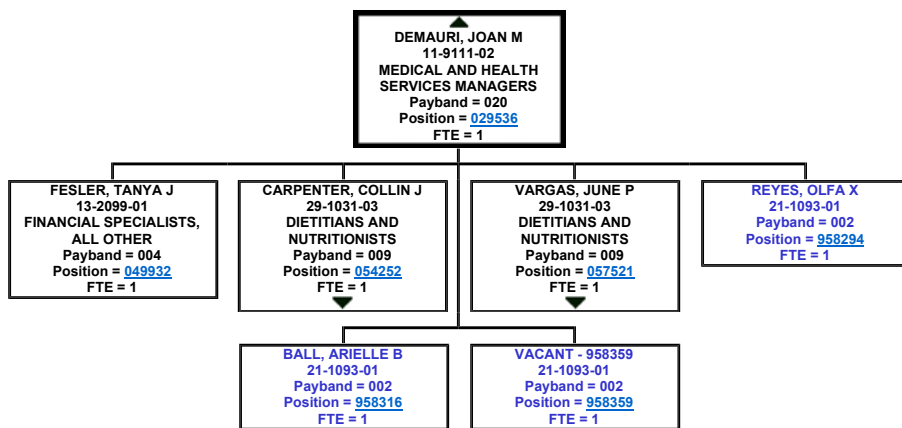 DEMAURI, JOAN M
11-9111-02
MEDICAL AND HEALTH
SERVICES MANAGERS
Payband = 020
Position = 029536
FTE = 1
FESLER, TANYA J
13-2099-01
FINANCIAL SPECIALISTS,
ALL OTHER
Payband = 004
Position = 049932
FTE = 1
CARPENTER, COLLIN J
29-1031-03
DIETITIANS AND
NUTRITIONISTS
Payband = 009
Position = 054252
FTE = 1
VARGAS, JUNE P
29-1031-03
DIETITIANS AND
NUTRITIONISTS
Payband = 009
Position = 057521
FTE = 1
REYES, OLFA X
21-1093-01
Payband = 002
Position = 958294
FTE = 1
BALL, ARIELLE B
21-1093-01
Payband = 002
Position = 958316
FTE = 1
VACANT - 958359
21-1093-01
Payband = 002
Position = 958359
FTE = 1